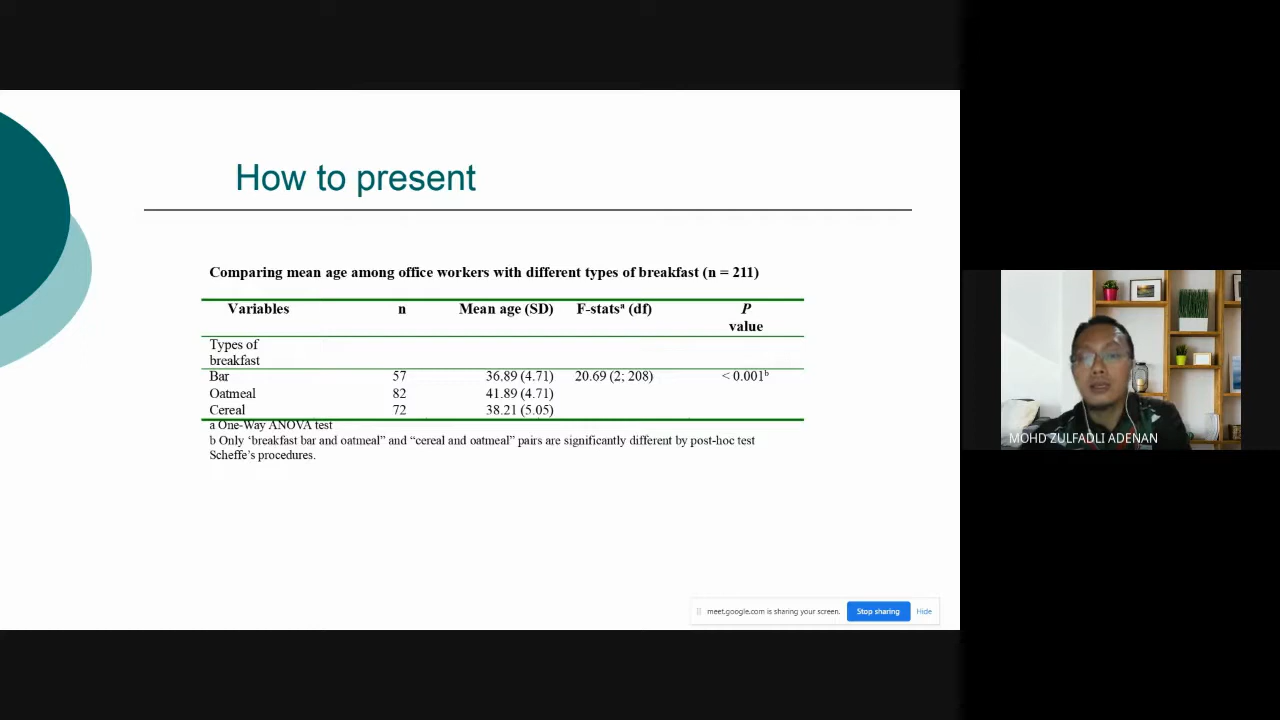 How to present
Comparing mean age among office workers with different types of breakfast (n = 211)
Variables n Mean age (SD) F-statsᵃ (df) P
value
Types of
breakfast
Bar 57 36.89 (4.71) 20.69 (2; 208) < 0.001ᵇ
Oatmeal 82 41.89 (4.71)
Cereal 72 38.21 (5.05)
a One-Way ANOVA test
b Only ‘breakfast bar and oatmeal” and “cereal and oatmeal” pairs are significantly different by post-hoc test
Scheffe’s procedures.
meet.google.com is sharing your screen. Stop sharing Hide
MOHD ZULFADLI ADENAN